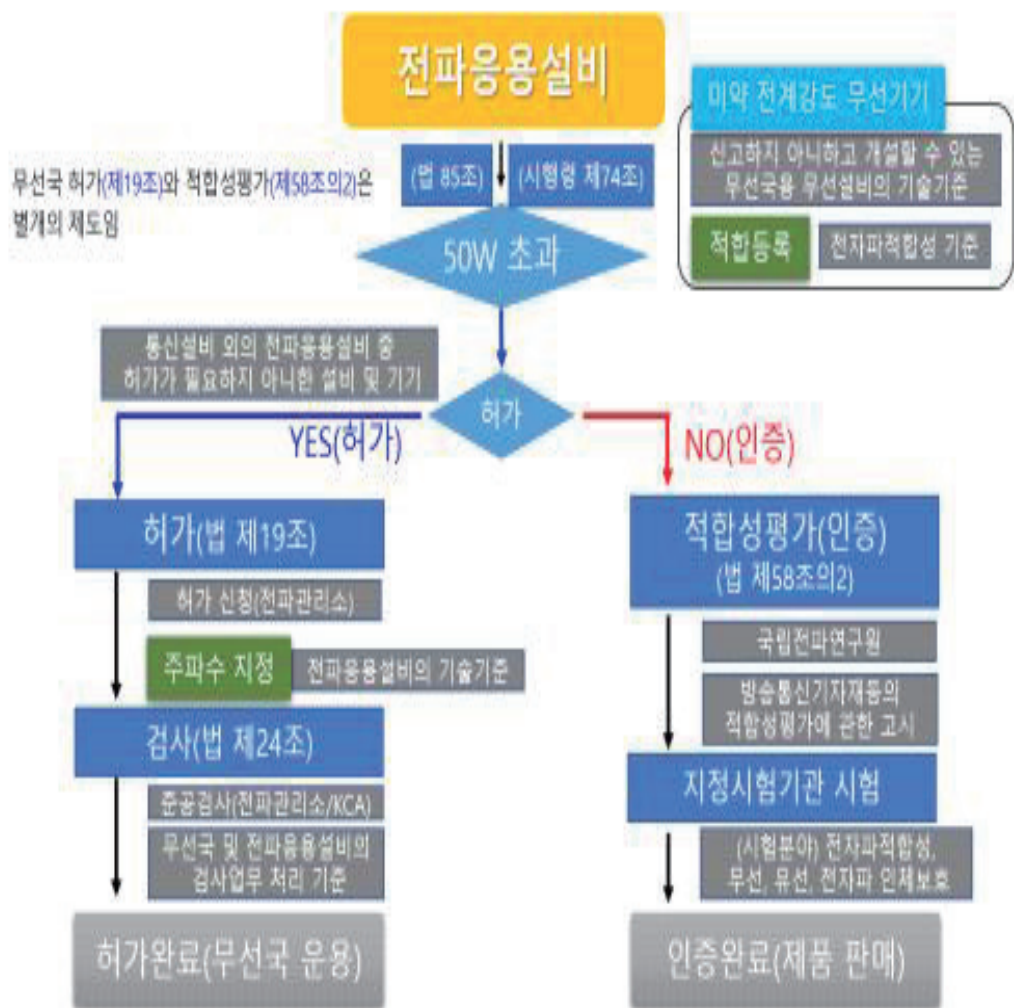 전파응용설비
미약 전계강도 무선기기
신고하지 아니하고 개설할 수 있는
무선국용 무선설비의 기술기준
적합등록
전자파적합성 기준
무선국 허가(제19조)와 적합성평가(제58조의2)은
별개의 제도임
(법 85조)
(시행령 제74조)
50W 초과
통신설비 외의 전파응용설비 중
허가가 필요하지 아니한 설비 및 기기
허가
YES(허가)
NO(인증)
허가(법 제19조)
허가 신청(전파관리소)
주파수 지정
전파응용설비의 기술기준
검사(법 제24조)
준공검사(전파관리소/KCA)
무선국 및 전파응용설비의
검사업무 처리 기준
허가완료(무선국 운용)
적합성평가(인증)
(법 제58조의2)
국립전파연구원
방송통신기자재등의
적합성평가에 관한 고시
지정시험기관 시험
(시험분야) 전자파적합성,
무선, 유선, 전자파 인체보호
인증완료(제품 판매)